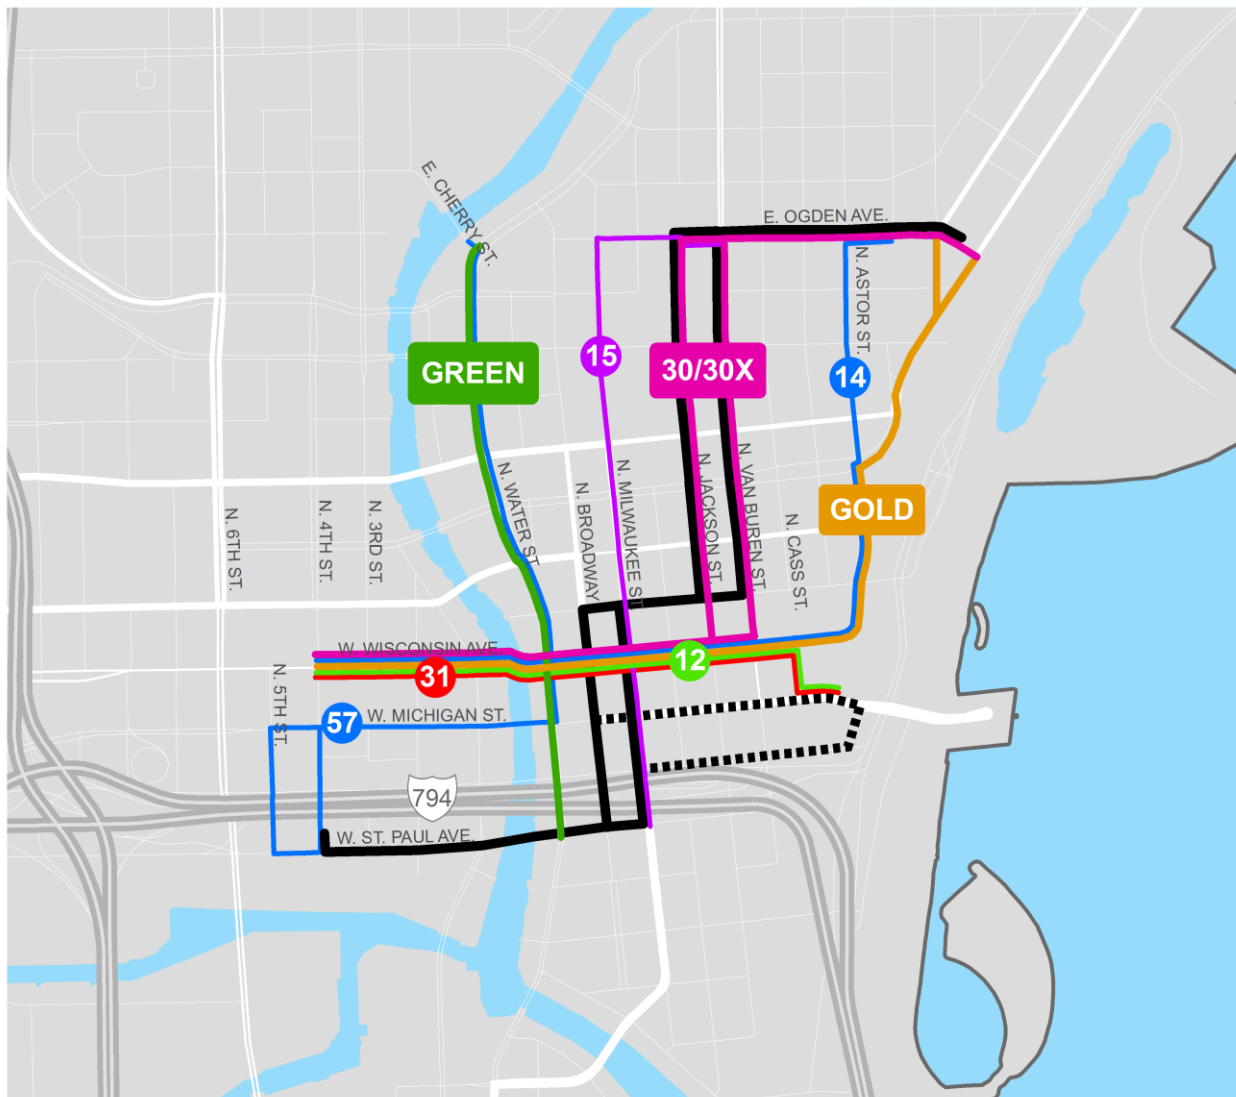 E. CHERRY ST.
E. OGDEN AVE.
N. ASTOR ST.
15
30/30X
14
GREEN
N. WATER ST.
N. BROADWAY
N. MILWAUKEE ST.
N. JACKSON ST.
N. VAN BUREN ST.
N. CASS ST.
GOLD
N. 6TH ST.
N. 4TH ST.
N. 3RD ST.
W. WISCONSIN AVE.
31
12
N. 5TH ST.
57
W. MICHIGAN ST.
794
W. ST. PAUL AVE.